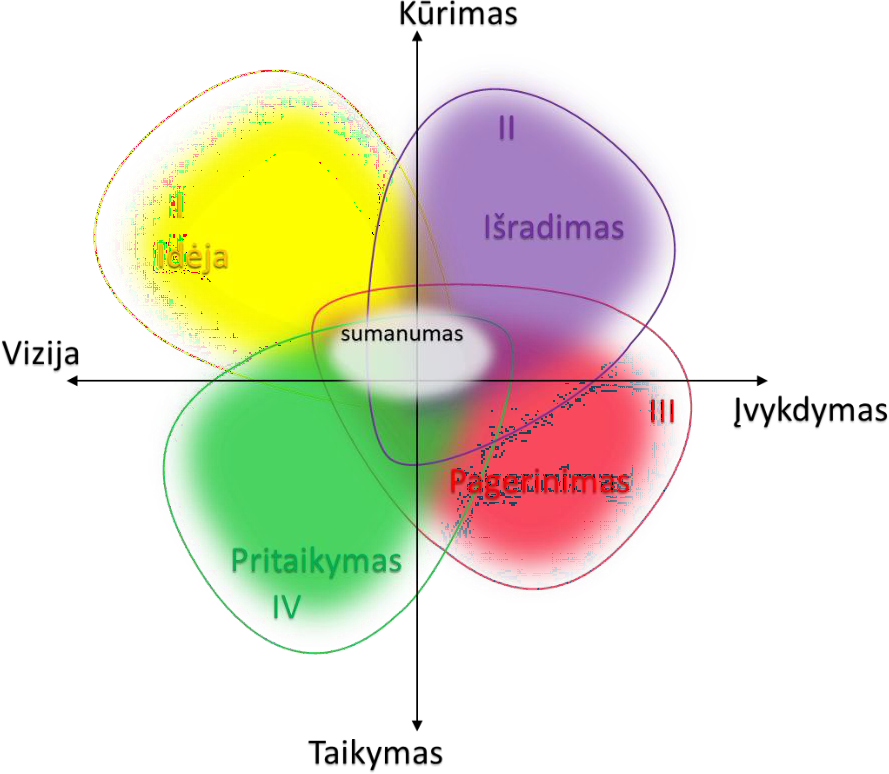 Kūrimas
II
I
Išradimas
Idėja
sumanumas
Vizija
Įvykdymas
III
Pagerinimas
Pritaikymas
IV
Taikymas